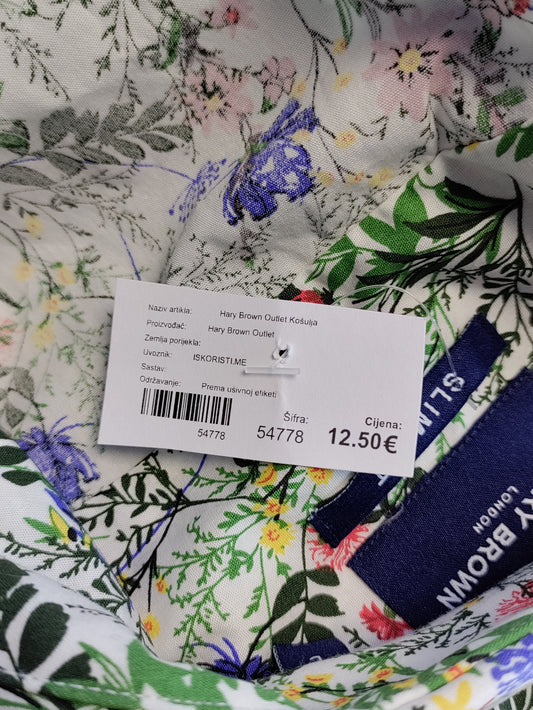 Naziv artikla: Hary Brown Outlet Košulja
Proizvođač: Hary Brown Outlet
Zemlja porijekla:
Uvoznik: ISKORISTI.ME
Sastav:
Održavanje: Prema ušivnoj etiketi
54778
Šifra:
54778
Cijena:
12.50€
SLIM
RY BROWN
LONDON